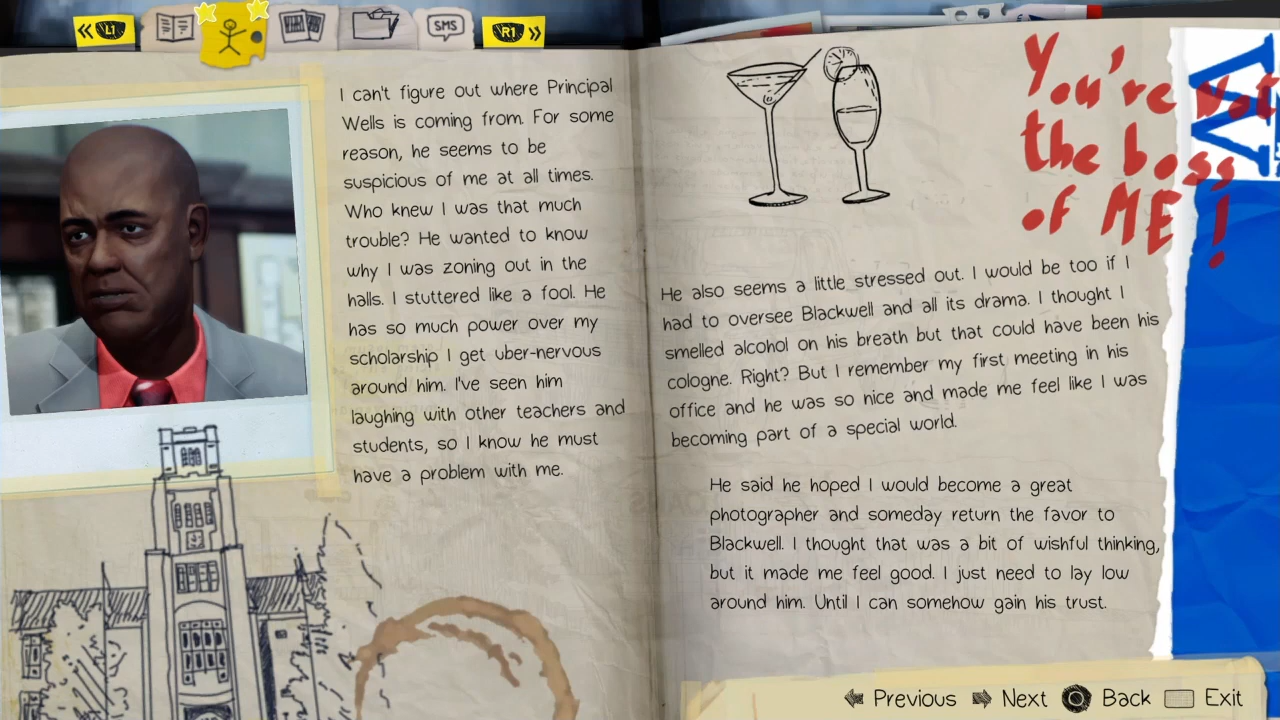 L1
SMS
R1
I can't figure out where Principal
Wells is coming from. For some
reason, he seems to be
suspicious of me at all times.
Who knew I was that much
trouble? He wanted to know
why I was zoning out in the
halls. I stuttered like a fool. He
has so much power over my
scholarship I get uber-nervous
around him. I've seen him
laughing with other teachers and
students, so I know he must
have a problem with me.
You're not
the boss
of ME!
W
He also seems a little stressed out. I would be too if I
had to oversee Blackwell and all its drama. I thought I
smelled alcohol on his breath but that could have been his
cologne. Right? But I remember my first meeting in his
office and he was so nice and made me feel like I was
becoming part of a special world.
He said he hoped I would become a great
photographer and someday return the favor to
Blackwell. I thought that was a bit of wishful thinking,
but it made me feel good. I just need to lay low
around him. Until I can somehow gain his trust.
Previous Next Back Exit